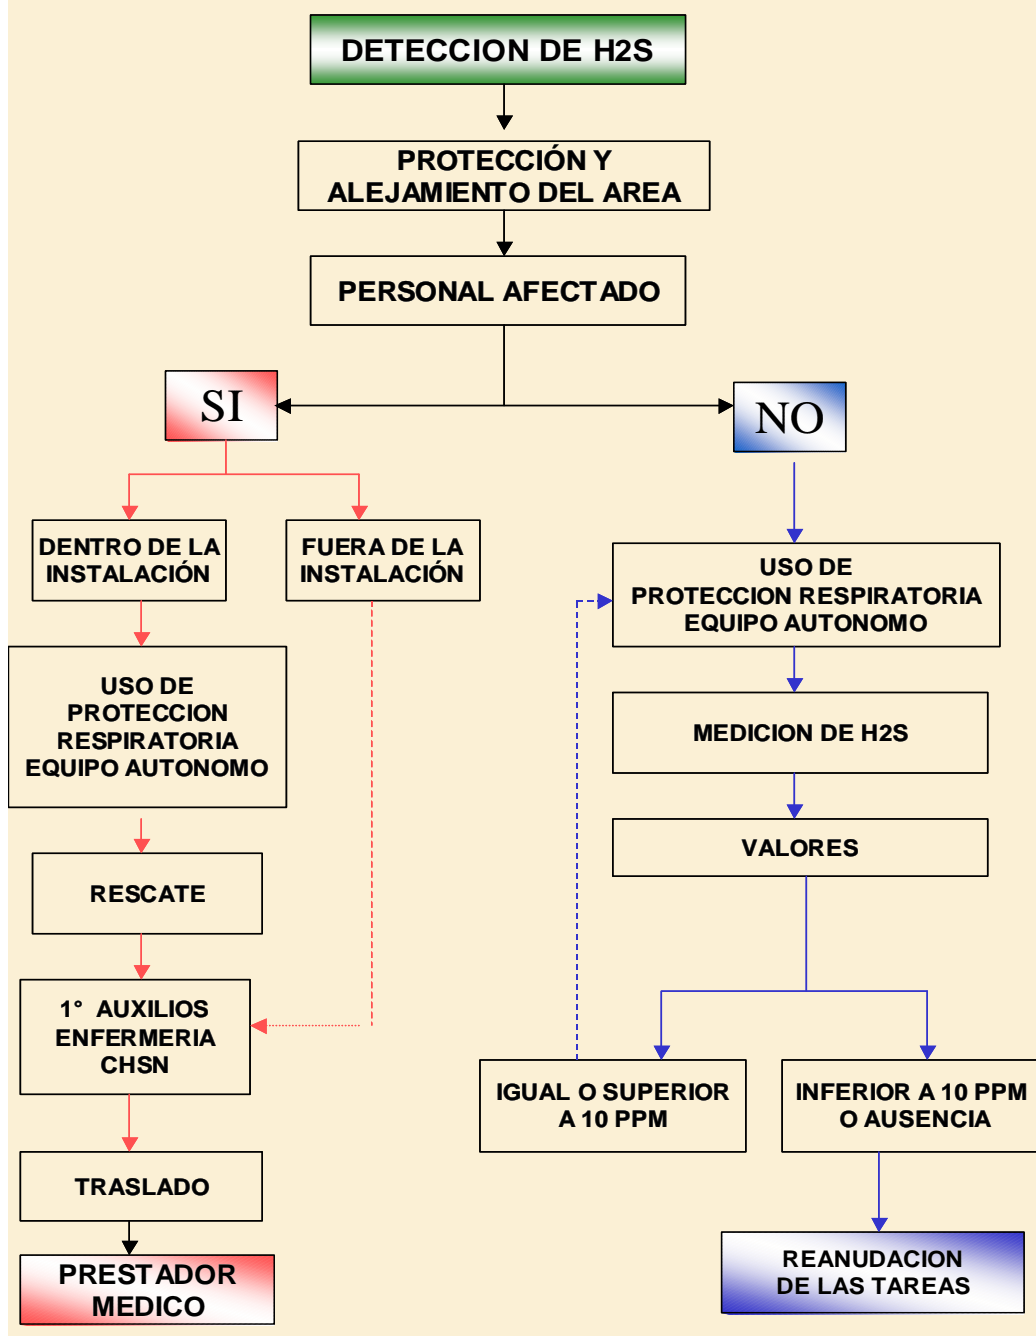 DETECCION DE H2S
PROTECCIÓN Y
ALEJAMIENTO DEL AREA
PERSONAL AFECTADO
SI
NO
DENTRO DE LA
INSTALACIÓN
FUERA DE LA
INSTALACIÓN
USO DE
PROTECCION
RESPIRATORIA
EQUIPO AUTONOMO
RESCATE
1° AUXILIOS
ENFERMERIA
CHSN
TRASLADO
PRESTADOR
MEDICO
USO DE
PROTECCION RESPIRATORIA
EQUIPO AUTONOMO
MEDICION DE H2S
VALORES
IGUAL O SUPERIOR
A 10 PPM
INFERIOR A 10 PPM
O AUSENCIA
REANUDACION
DE LAS TAREAS